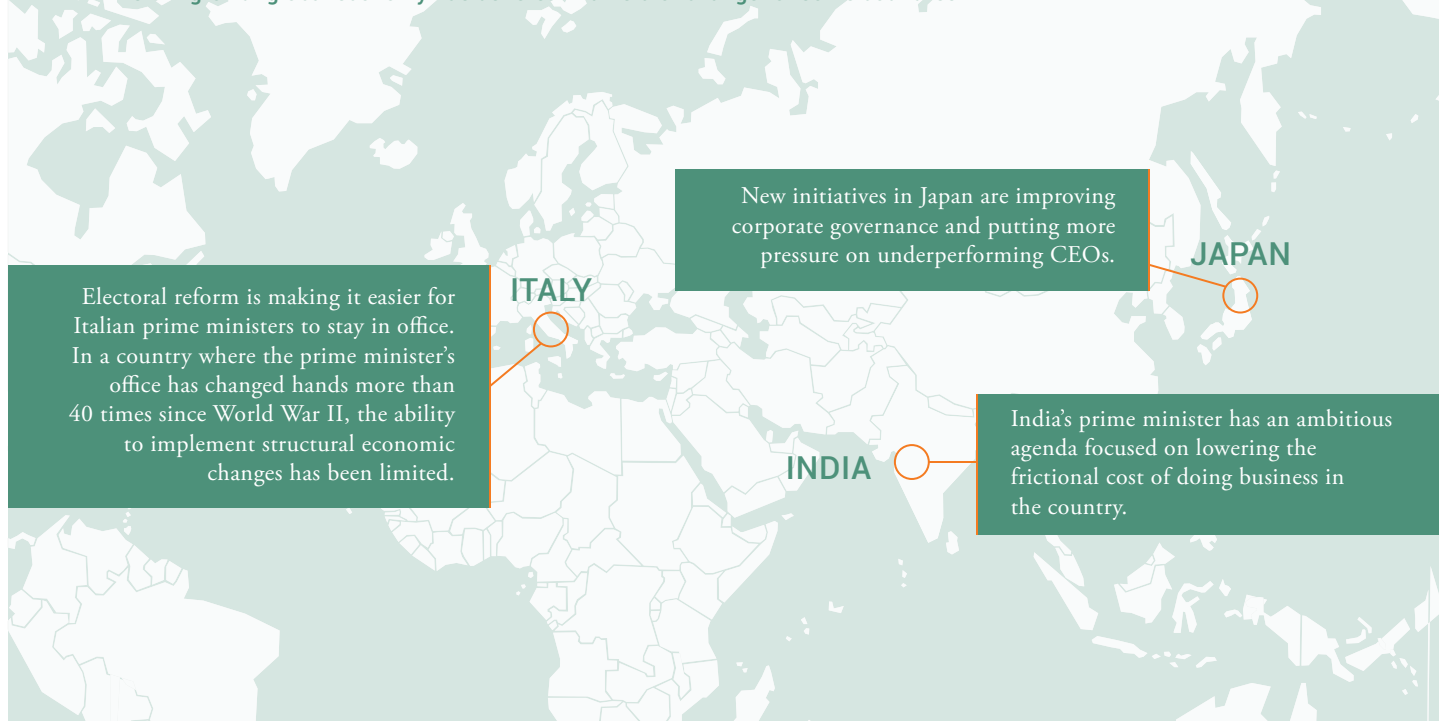 New initiatives in Japan are improving
corporate governance and putting more
pressure on underperforming CEOs.
JAPAN
ITALY
Electoral reform is making it easier for
Italian prime ministers to stay in office.
In a country where the prime minister’s
office has changed hands more than
40 times since World War II, the ability
to implement structural economic
changes has been limited.
INDIA
India’s prime minister has an ambitious
agenda focused on lowering the
frictional cost of doing business in
the country.